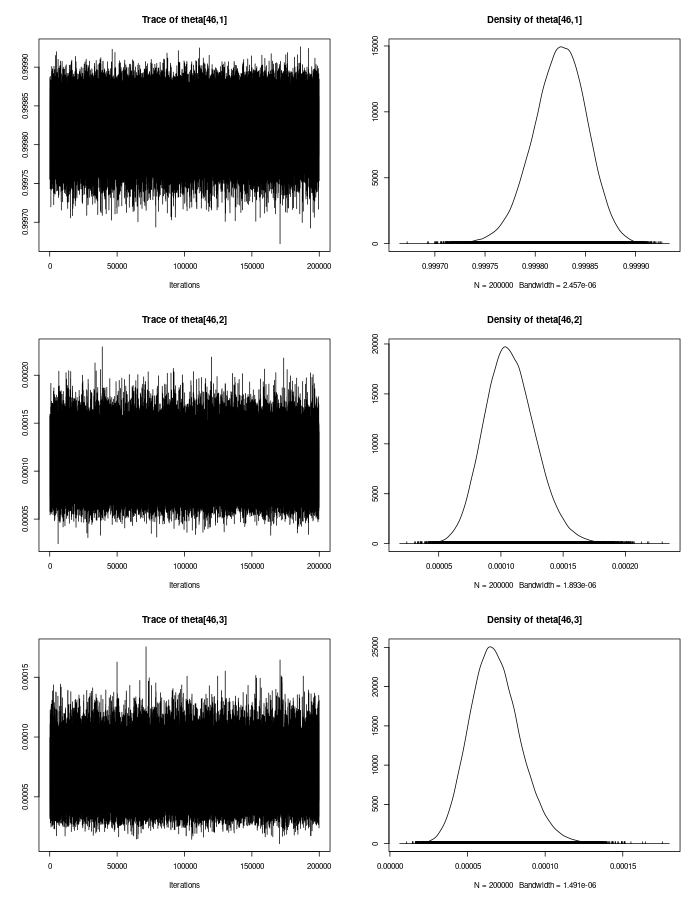 Trace of theta[46,1]
0.99970 0.99975 0.99980 0.99985 0.99990
0 50000 100000 150000 200000
Iterations
Density of theta[46,1]
0 5000 10000 15000
0.99970 0.99975 0.99980 0.99985 0.99990
N = 200000 Bandwidth = 2.457e-06
Trace of theta[46,2]
0.00005 0.00010 0.00015 0.00020
0 50000 100000 150000 200000
Iterations
Density of theta[46,2]
0 5000 10000 15000 20000
0.00005 0.00010 0.00015 0.00020
N = 200000 Bandwidth = 1.893e-06
Trace of theta[46,3]
0.00005 0.00010 0.00015
0 50000 100000 150000 200000
Iterations
Density of theta[46,3]
0 5000 10000 15000 20000 25000
0.00000 0.00005 0.00010 0.00015
N = 200000 Bandwidth = 1.491e-06